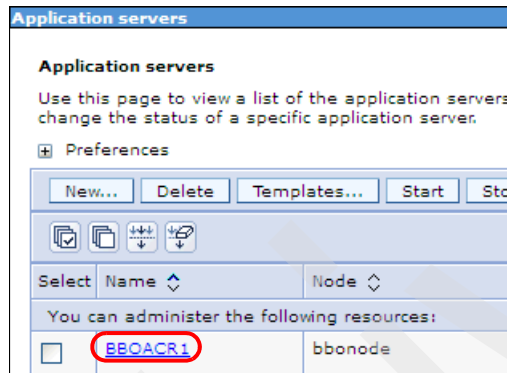 Application servers
Application servers
Use this page to view a list of the application servers
change the status of a specific application server.
Preferences
New... Delete Templates... Start
Select Name Node
You can administer the following resources:
BBOACR1 bbonode